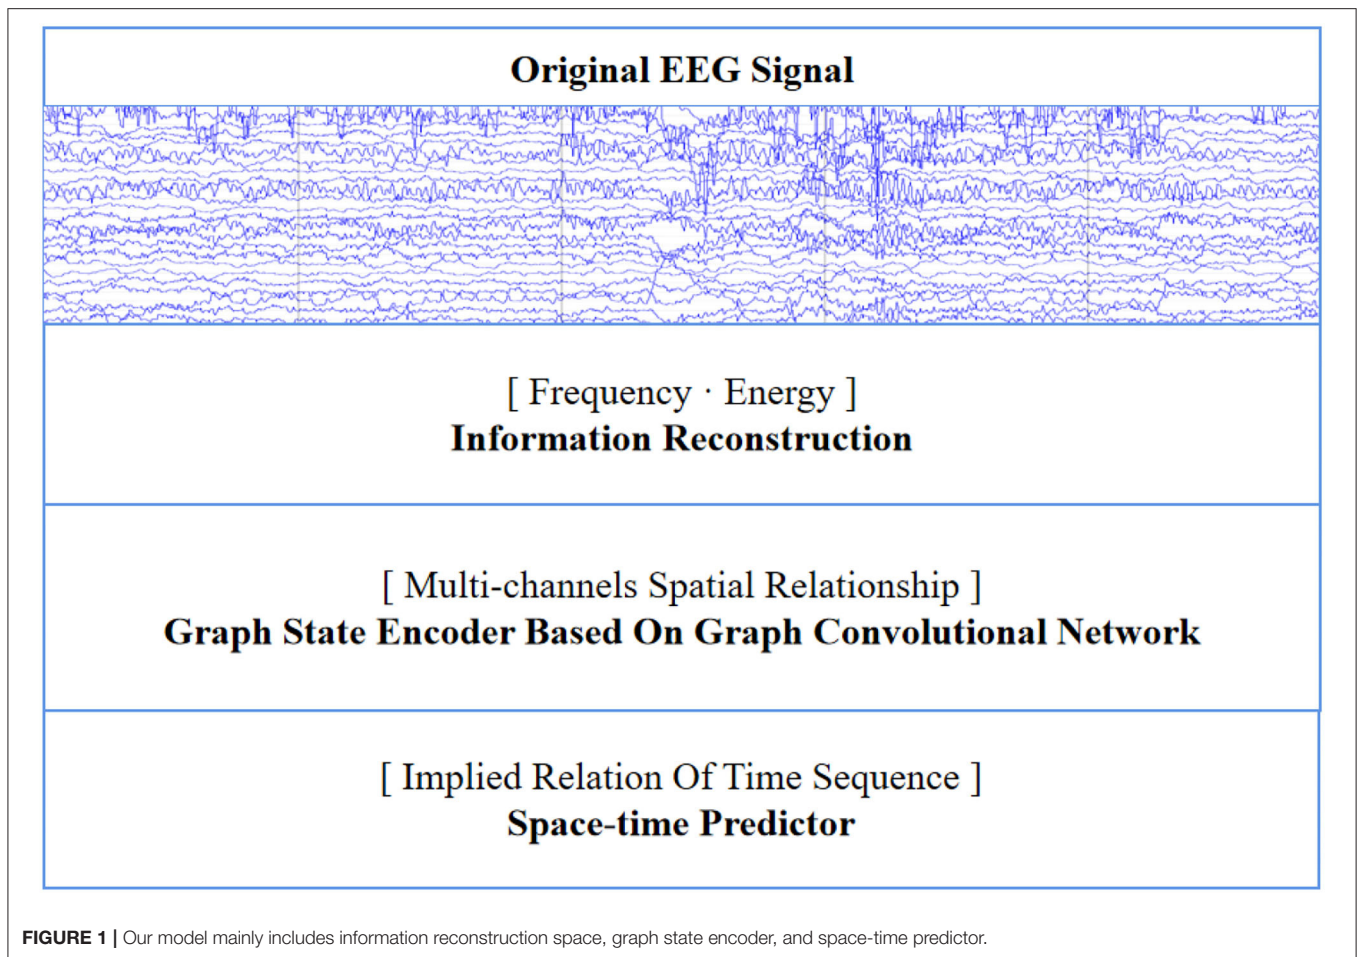 Original EEG Signal
[ Frequency · Energy ]
Information Reconstruction
[ Multi-channels Spatial Relationship ]
Graph State Encoder Based On Graph Convolutional Network
[ Implied Relation Of Time Sequence ]
Space-time Predictor
FIGURE 1 | Our model mainly includes information reconstruction space, graph state encoder, and space-time predictor.